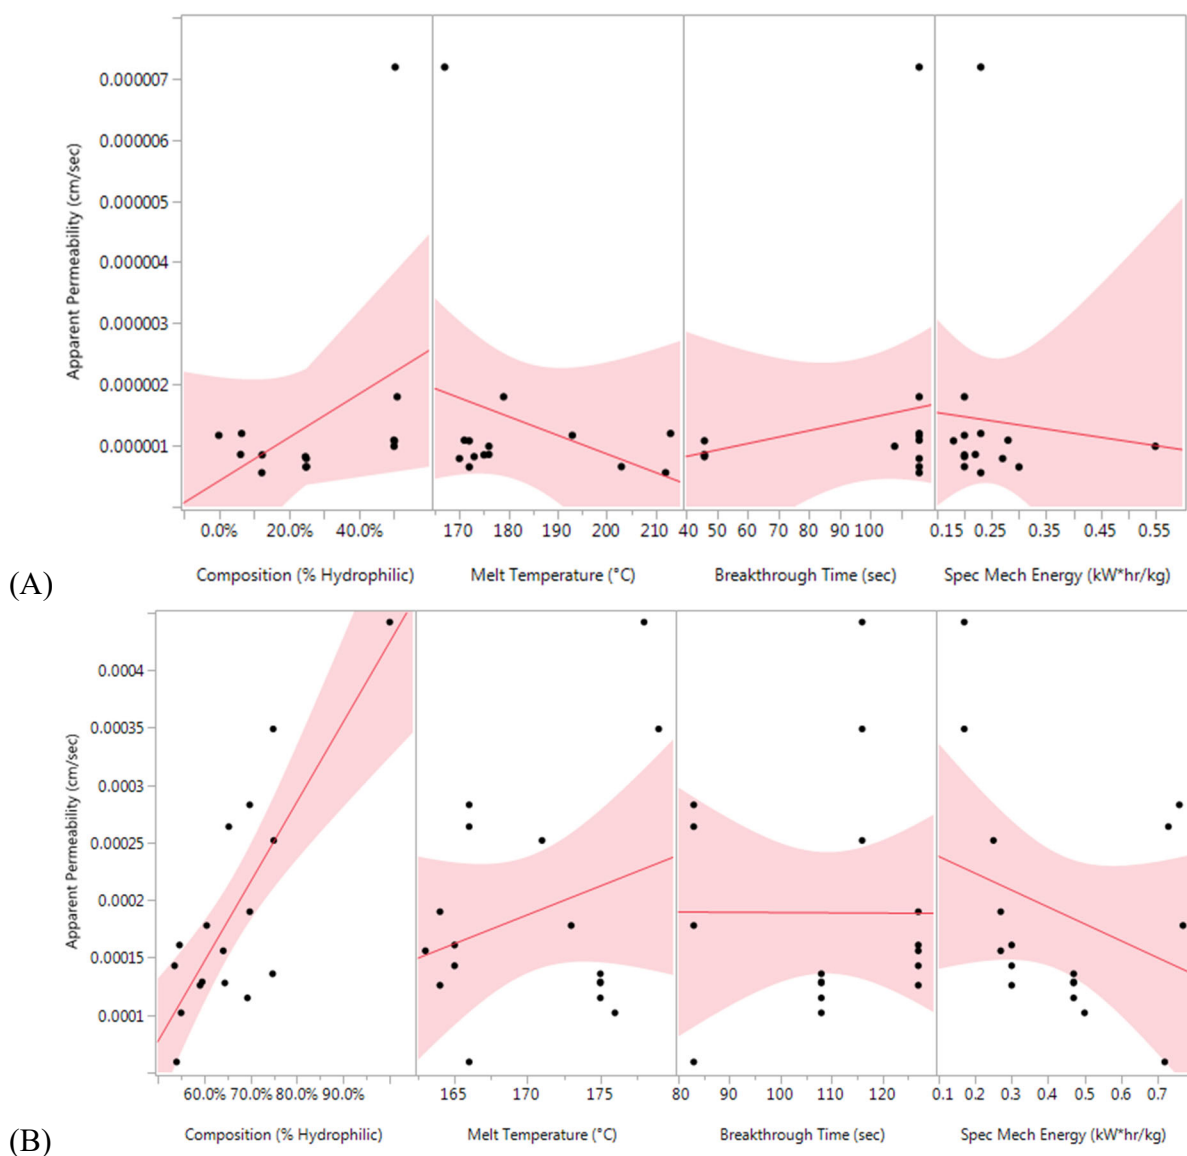 Apparent Permeability (cm/sec)
0.000007
0.000006
0.000005
0.000004
0.000003
0.000002
0.000001
0.0% 20.0% 40.0% 170 180 190 200 210 40 50 60 70 80 90 100 0.15 0.25 0.35 0.45 0.55
Composition (% Hydrophilic) Melt Temperature (°C) Breakthrough Time (sec) Spec Mech Energy (kW*hr/kg)
(A)
Apparent Permeability (cm/sec)
0.0004
0.00035
0.0003
0.00025
0.0002
0.00015
0.0001
60.0% 70.0% 80.0% 90.0% 165 170 175 80 90 100 110 120 0.1 0.2 0.3 0.4 0.5 0.6 0.7
Composition (% Hydrophilic) Melt Temperature (°C) Breakthrough Time (sec) Spec Mech Energy (kW*hr/kg)
(B)